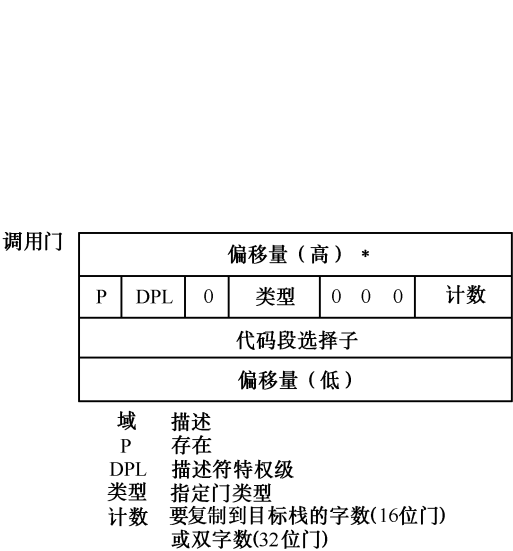 调用门
偏移量（高）*
P DPL 0 类型 0 0 0 计数
代码段选择子
偏移量（低）
域 描述
P 存在
DPL 描述符特权级
类型 指定门类型
计数 要复制到目标栈的字数(16位门)
或双字数(32位门)